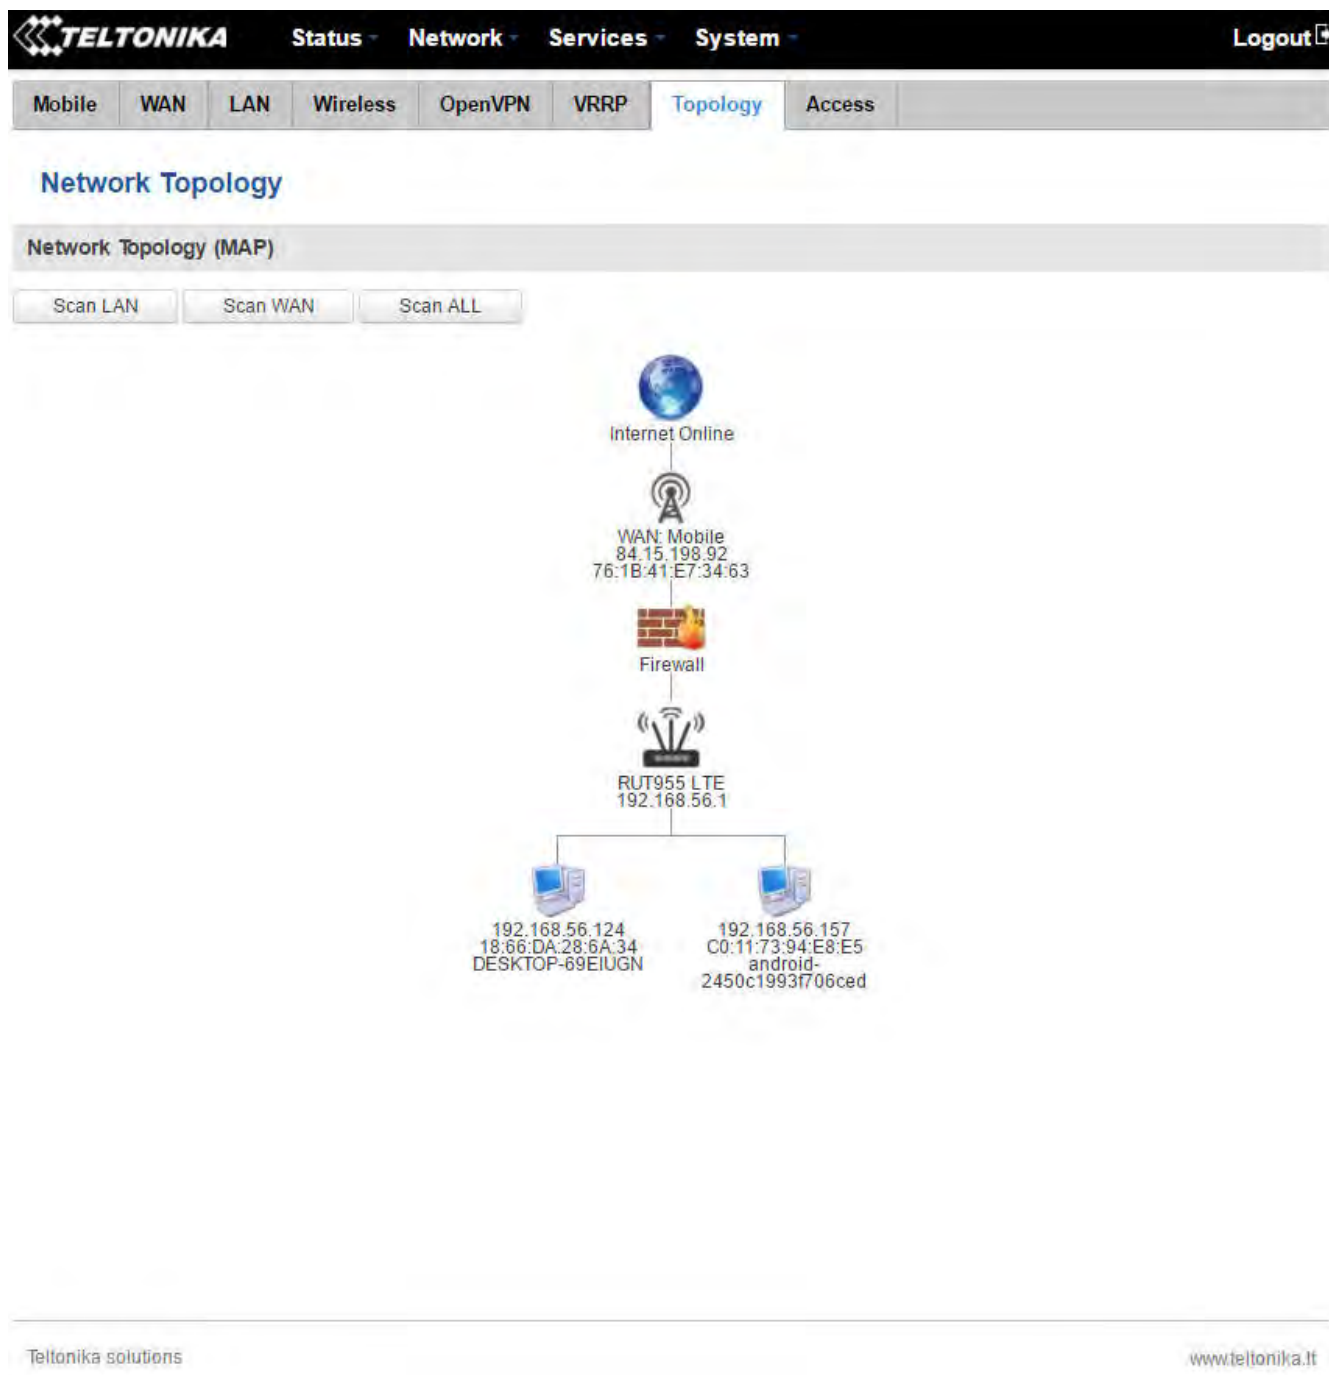 TELTONIKA Status Network Services System Logout
Mobile WAN LAN Wireless OpenVPN VRRP Topology Access
Network Topology
Network Topology (MAP)
Scan LAN Scan WAN Scan ALL
Internet Online
WAN: Mobile
84.15.198.92
76:1B:41:E7:34:63
Firewall
RUT955 LTE
192.168.56.1
192.168.56.124 192.168.56.157
18:66:DA:28:6A:34 C0:11:73:94:E8:E5
DESKTOP-69EIUGN android-
2450c1993f706ced
Teltonika solutions www.teltonika.lt